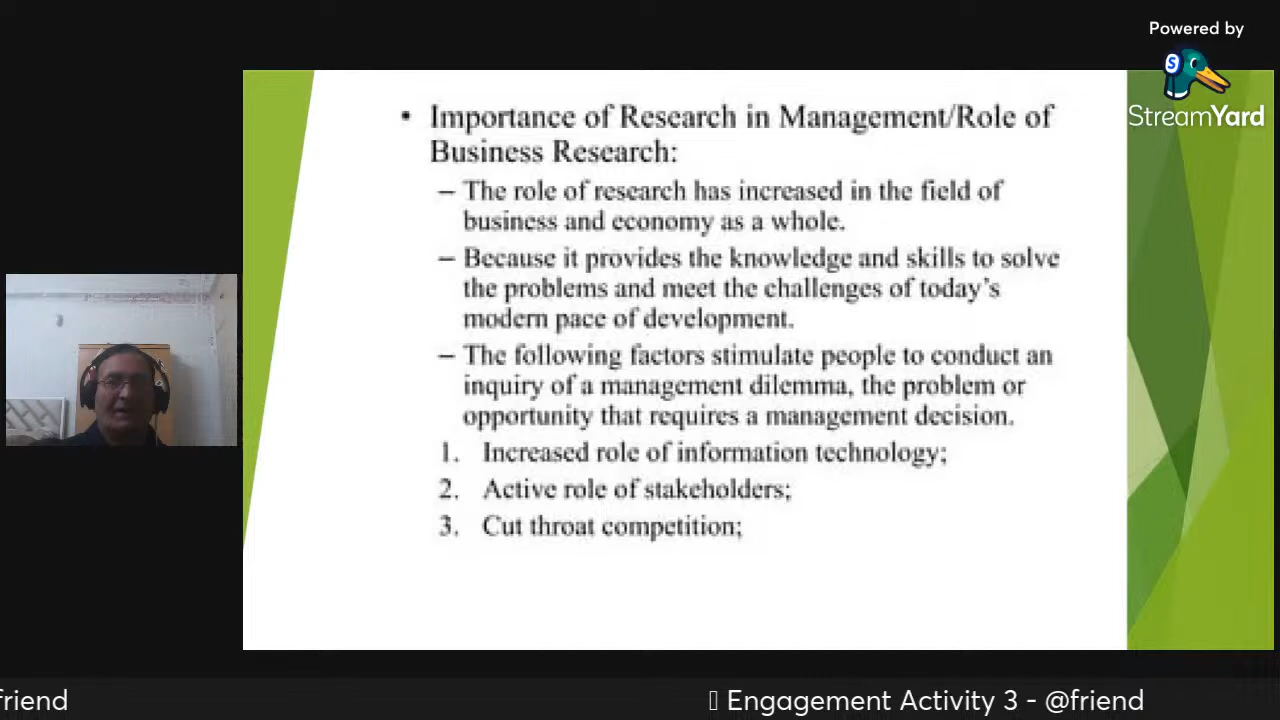 Powered by
StreamYard
• Importance of Research in Management/Role of
Business Research:
– The role of research has increased in the field of
business and economy as a whole.
– Because it provides the knowledge and skills to solve
the problems and meet the challenges of today's
modern pace of development.
– The following factors stimulate people to conduct an
inquiry of a management dilemma, the problem or
opportunity that requires a management decision.
1. Increased role of information technology;
2. Active role of stakeholders;
3. Cut throat competition;
friend
Engagement Activity 3 - @friend